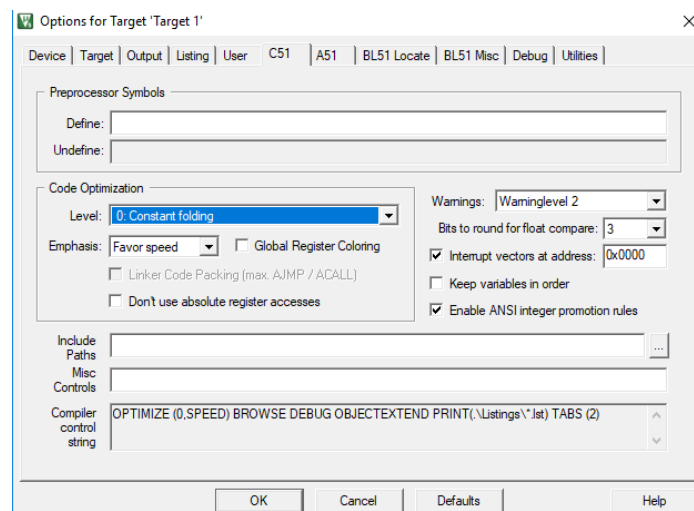 Options for Target 'Target 1'
Device Target Output Listing User C51 A51 BL51 Locate BL51 Misc Debug Utilities
Preprocessor Symbols
Define:
Undefine:
Code Optimization
Level: 0: Constant folding
Emphasis: Favor speed Global Register Coloring
Linker Code Packing (max. AJMP / ACALL)
Don't use absolute register accesses
Warnings: Warninglevel 2
Bits to round for float compare: 3
Interrupt vectors at address: 0x0000
Keep variables in order
Enable ANSI integer promotion rules
Include
Paths
...
Misc
Controls
Compiler
control
string
OPTIMIZE (0,SPEED) BROWSE DEBUG OBJECTEXTEND PRINT(.\Listings\*.lst) TABS (2)
OK Cancel Defaults Help